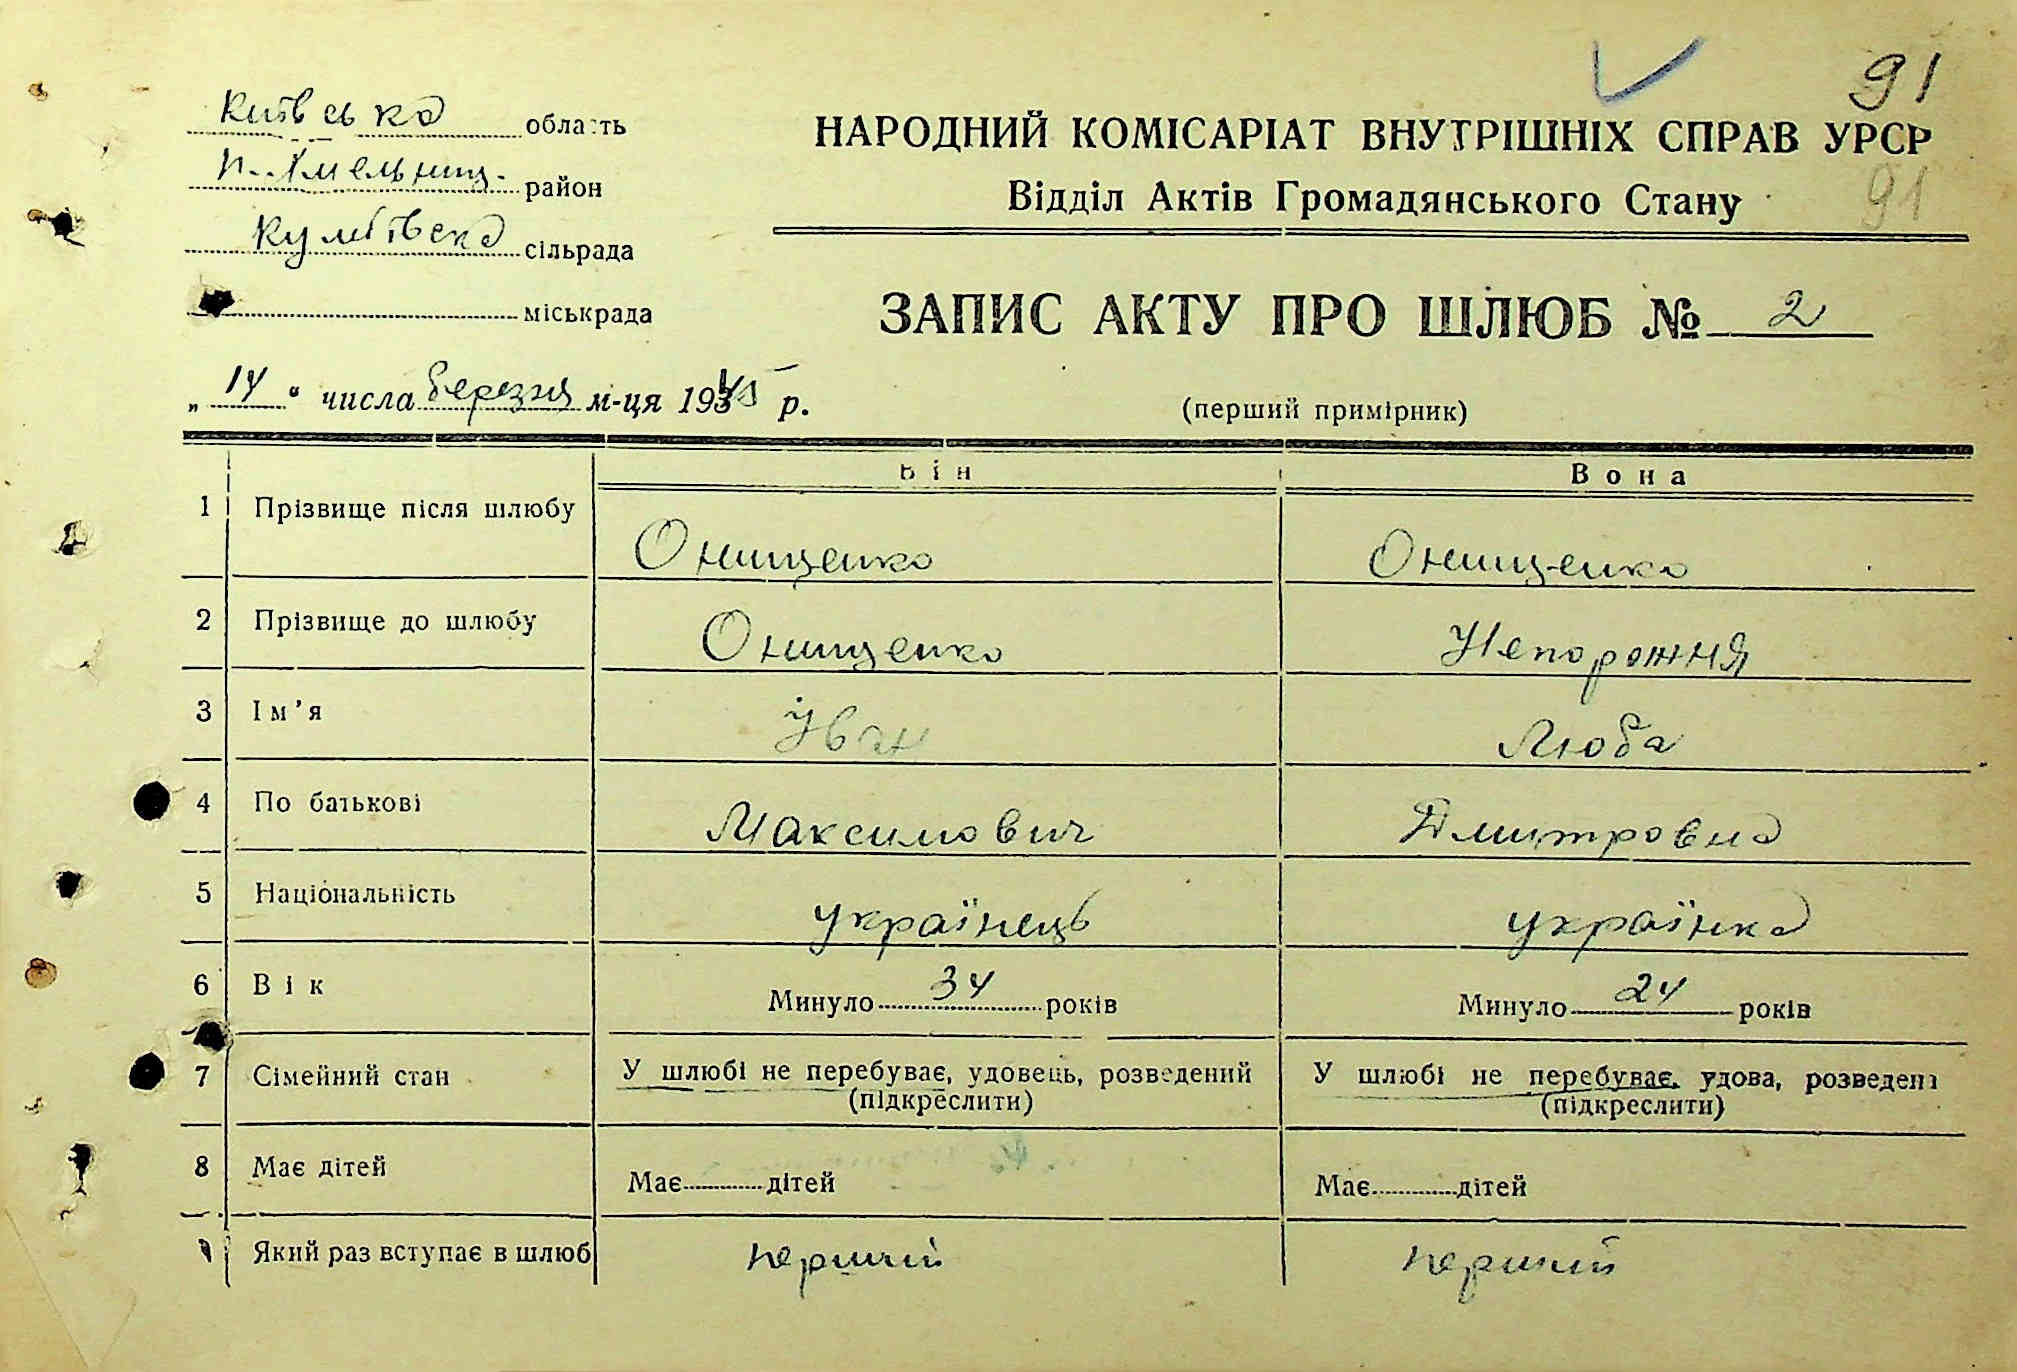 91
Київська область
НАРОДНИЙ КОМІСАРІАТ ВНУТРІШНІХ СПРАВ УРСР
П.-Хмельниц. район
Відділ Актів Громадянського Стану
91
сільрада
міськрада
ЗАПИС АКТУ ПРО ШЛЮБ № 2
„14“ числа березня м-ця 1945 р.
(перший примірник)
Він Вона
1 Прізвище після шлюбу Онищенко Онищенко
2 Прізвище до шлюбу Онищенко Непорожня
3 Ім’я Іван Люба
4 По батькові Максимович Дмитровна
5 Національність українець українка
6 Вік Минуло 34 років Минуло 24 років
7 Сімейний стан У шлюбі не перебуває, удовець, розведений У шлюбі не перебуває, удова, розведена
(підкреслити) (підкреслити)
8 Має дітей Має дітей Має дітей
Який раз вступає в шлюб перший перший